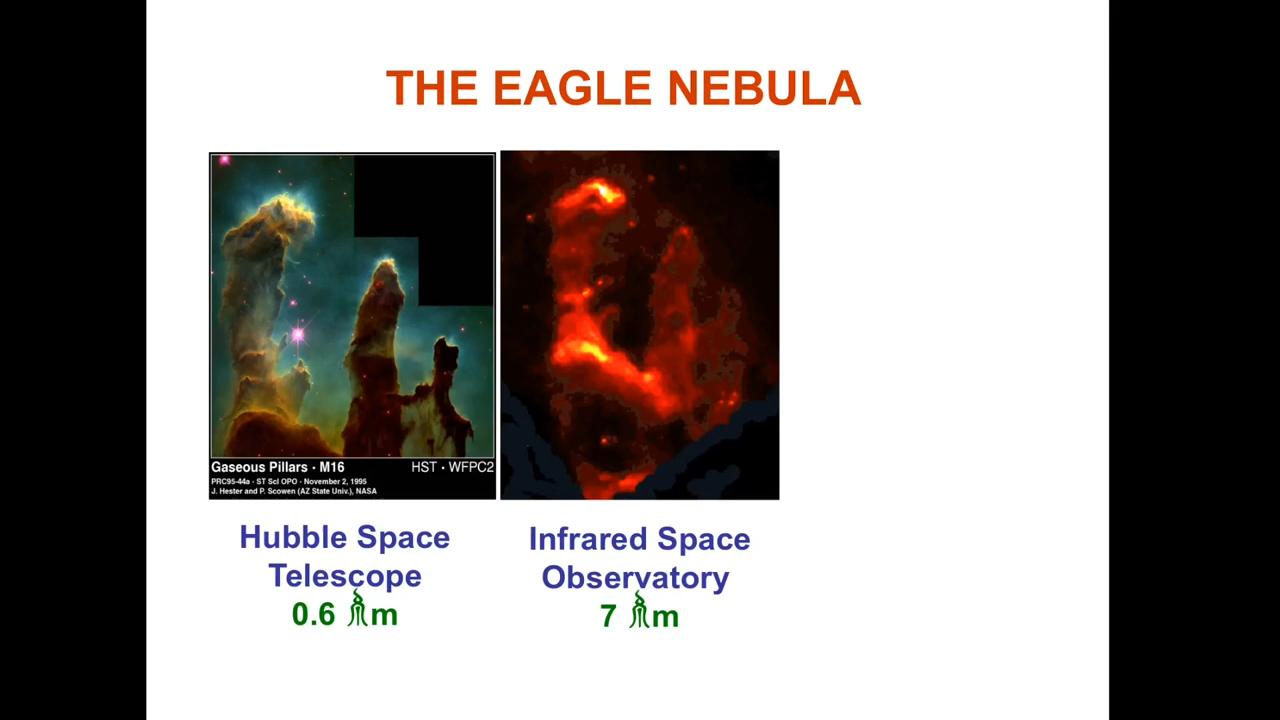 THE EAGLE NEBULA
Gaseous Pillars · M16 HST · WFPC2
PRC95-44a · ST ScI OPO · November 2, 1995
J. Hester and P. Scowen (AZ State Univ.), NASA
Hubble Space
Telescope
0.6 m
Infrared Space
Observatory
7 m